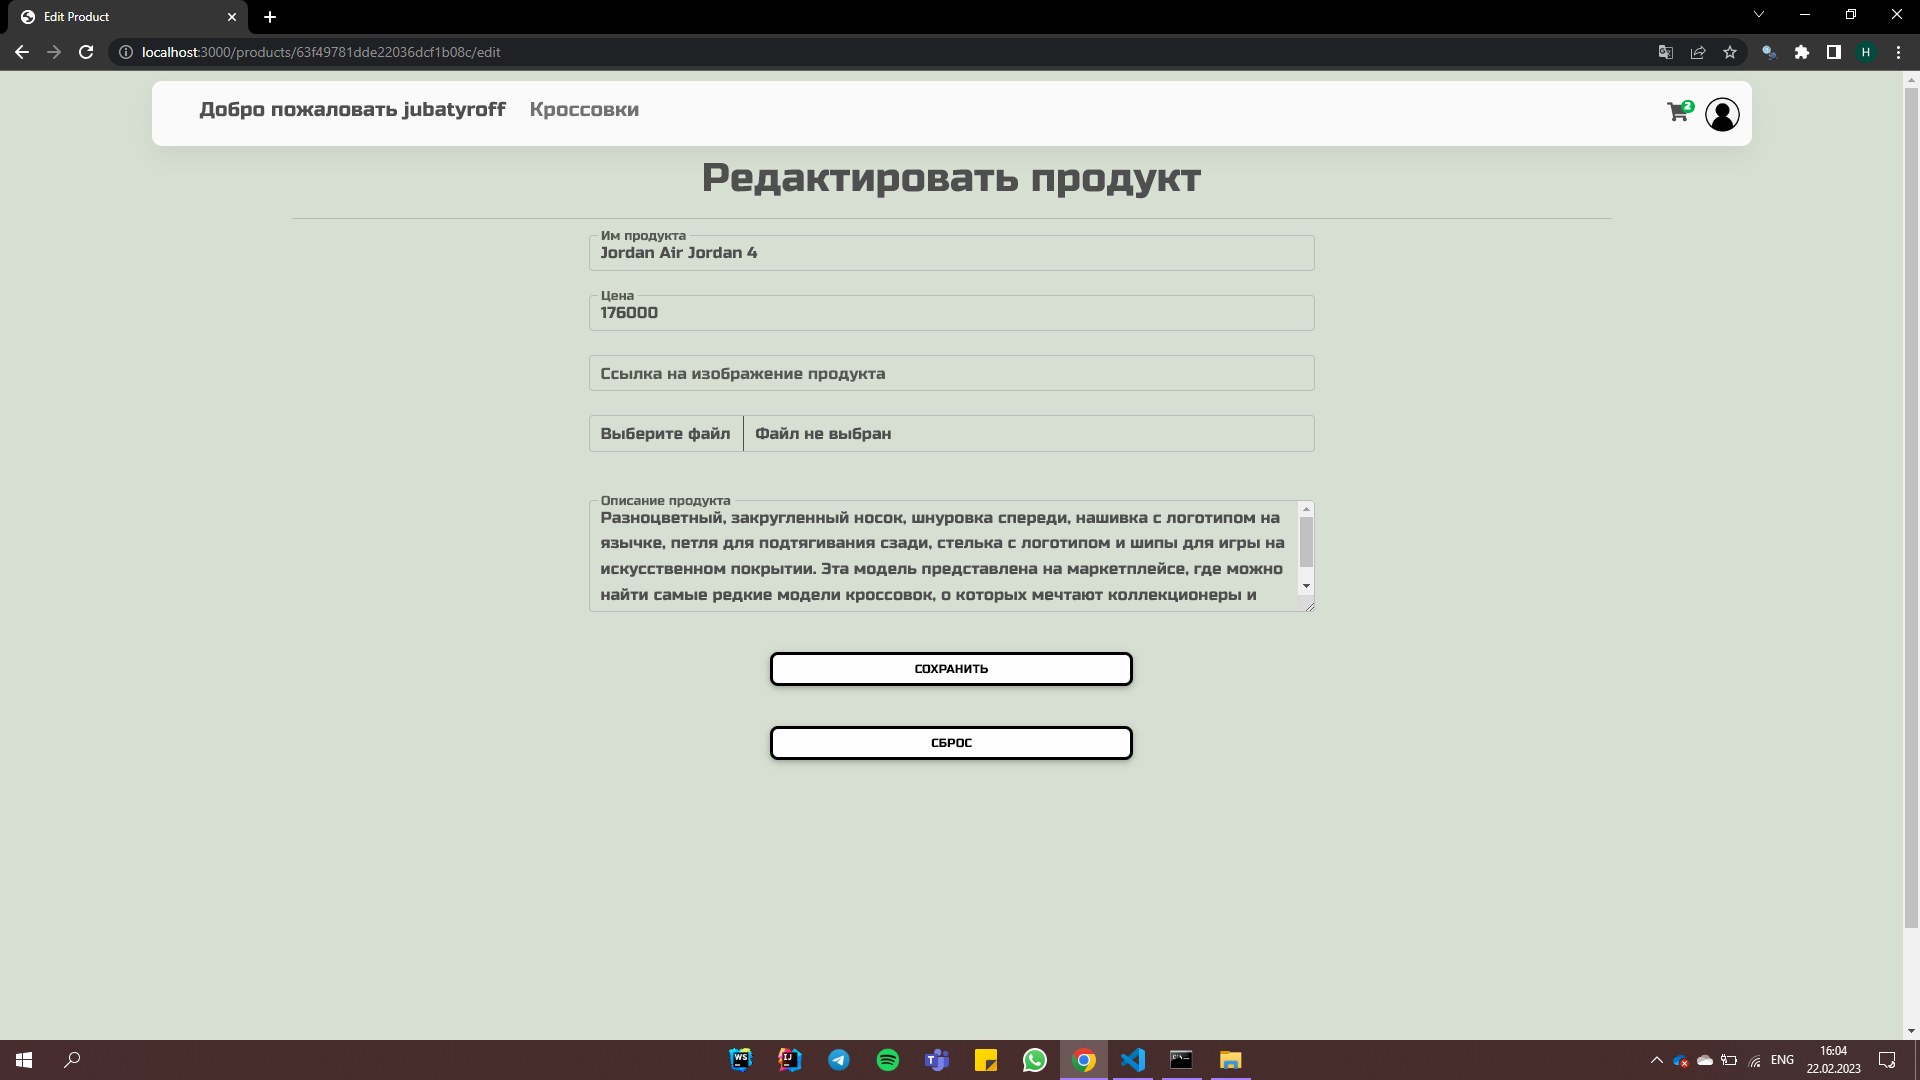 Edit Product
localhost:3000/products/63f49781dde22036dcf1b08c/edit
H
Добро пожаловать jubatyroff
Кроссовки
2
Редактировать продукт
Им продукта
Jordan Air Jordan 4
Цена
176000
Ссылка на изображение продукта
Выберите файл
Файл не выбран
Описание продукта
Разноцветный, закругленный носок, шнуровка спереди, нашивка с логотипом на
язычке, петля для подтягивания сзади, стелька с логотипом и шипы для игры на
искусственном покрытии. Эта модель представлена на маркетплейсе, где можно
найти самые редкие модели кроссовок, о которых мечтают коллекционеры и
СОХРАНИТЬ
СБРОС
WS
IJ
ENG
16:04
22.02.2023